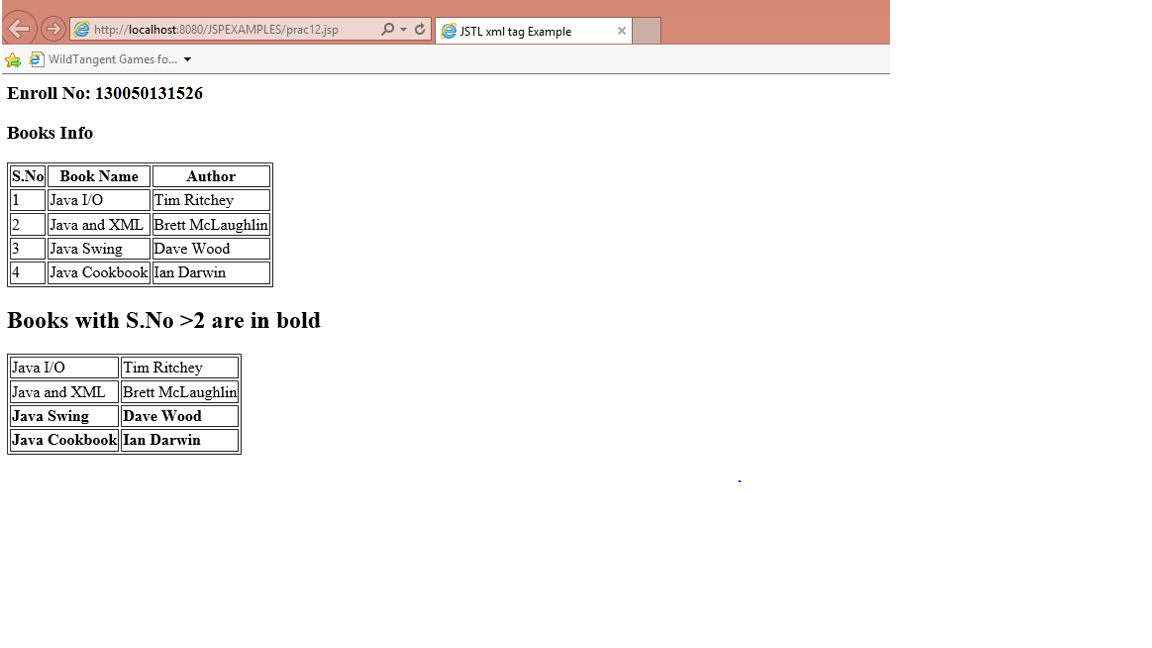 http://localhost:8080/JSPEXAMPLES/prac12.jsp JSTL xml tag Example
WildTangent Games fo...
Enroll No: 130050131526
Books Info
S.No Book Name Author
1 Java I/O Tim Ritchey
2 Java and XML Brett McLaughlin
3 Java Swing Dave Wood
4 Java Cookbook Ian Darwin
Books with S.No >2 are in bold
Java I/O Tim Ritchey
Java and XML Brett McLaughlin
Java Swing Dave Wood
Java Cookbook Ian Darwin